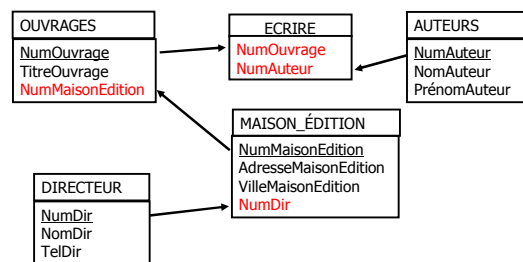 OUVRAGES
NumOuvrage
TitreOuvrage
NumMaisonEdition
ECRIRE
NumOuvrage
NumAuteur
AUTEURS
NumAuteur
NomAuteur
PrénomAuteur
MAISON_ÉDITION
NumMaisonEdition
AdresseMaisonEdition
VilleMaisonEdition
NumDir
DIRECTEUR
NumDir
NomDir
TelDir